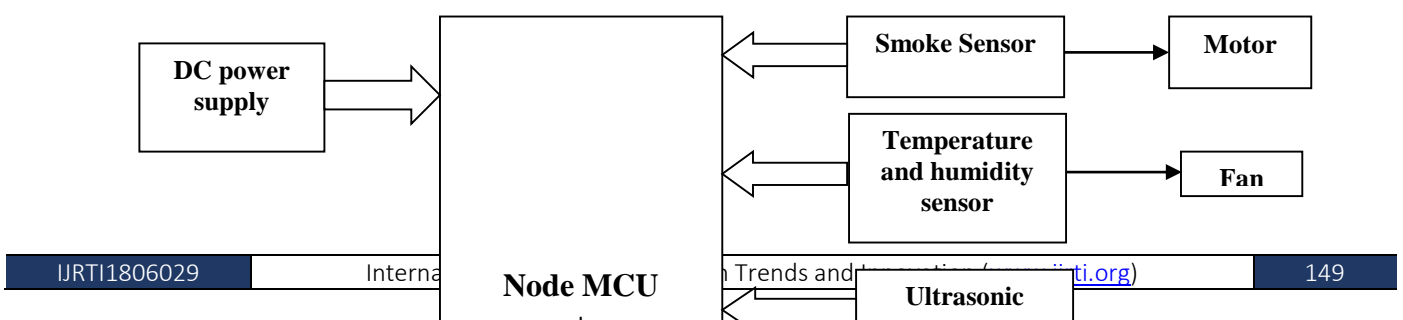 DC power
supply
Smoke Sensor
Motor
Temperature
and humidity
sensor
Fan
IJRTI1806029
Interna
Trends and
ti.org)
149
Node MCU
Ultrasonic